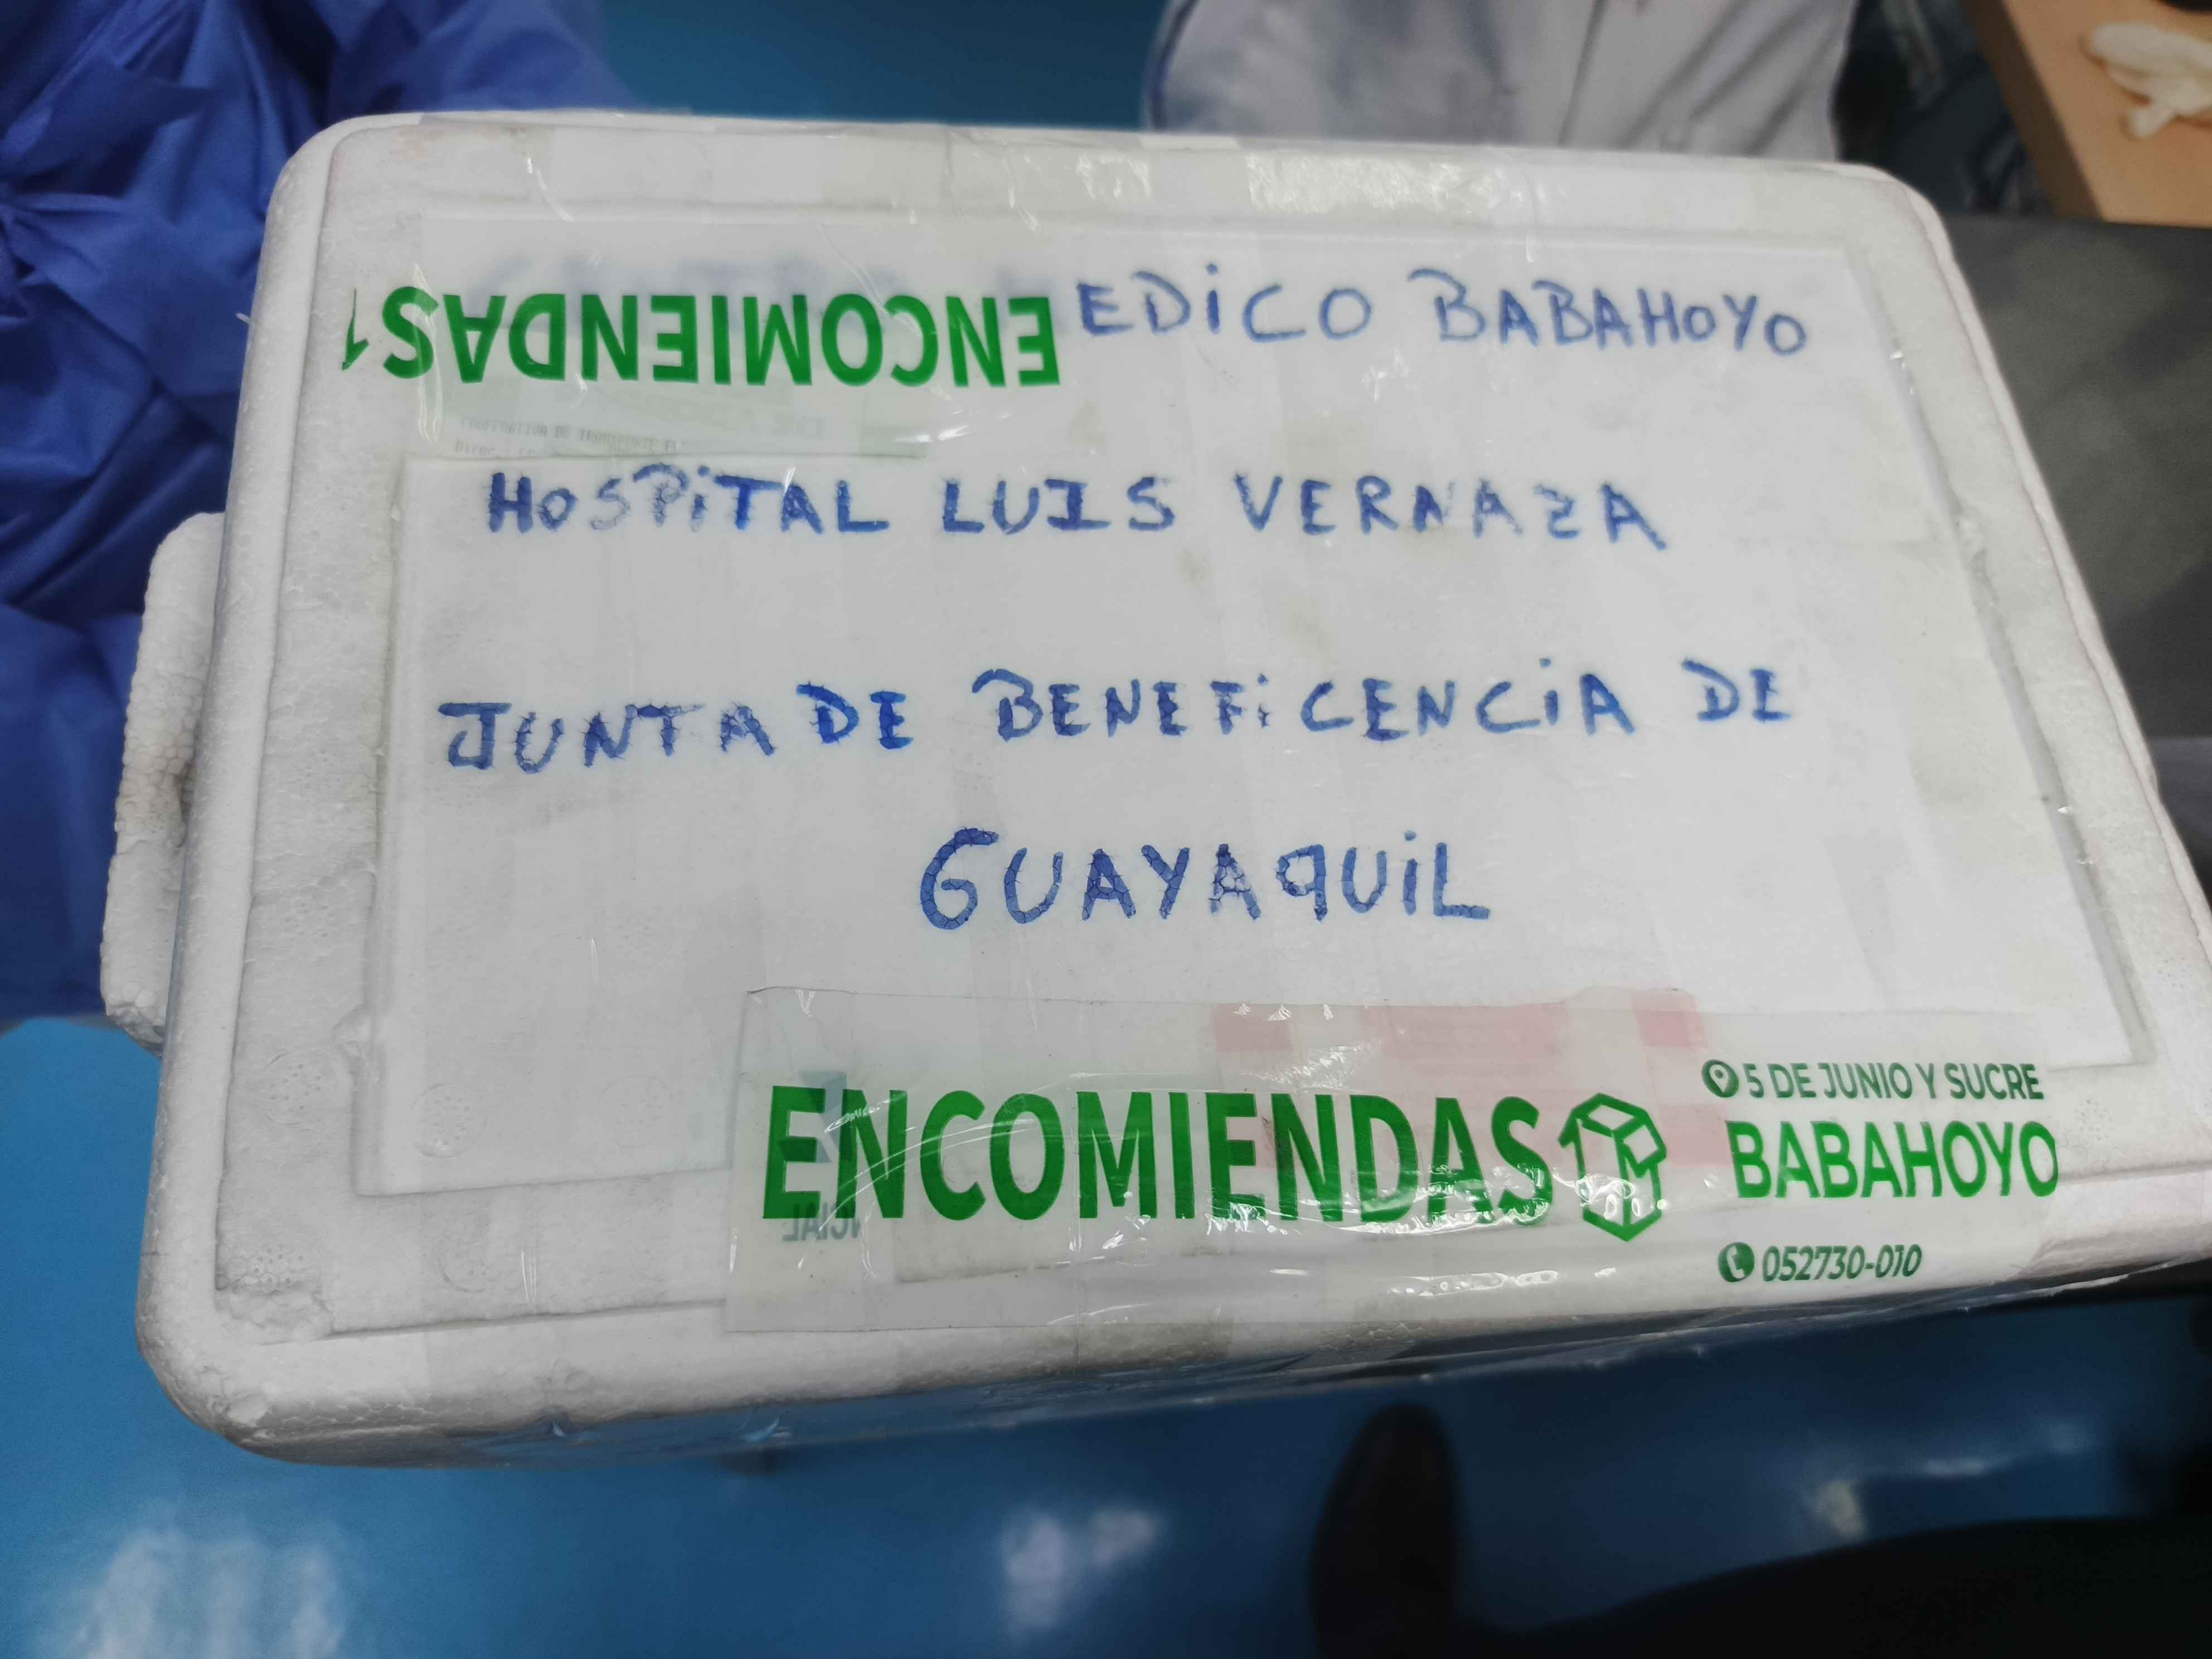 ENCOMIENDAS
EDICO BABAHOYO
HOSPITAL LUIS VERNAZA
JUNTA DE BENEFICENCIA DE
GUAYAQUIL
ENCOMIENDAS
5 DE JUNIO Y SUCRE
BABAHOYO
052730-010